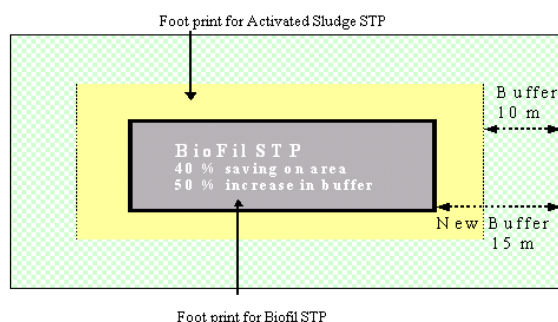 Foot print for Activated Sludge STP
Buffer
10 m
BioFil STP
40 % saving on area
50 % increase in buffer
New Buffer
15 m
Foot print for Biofil STP